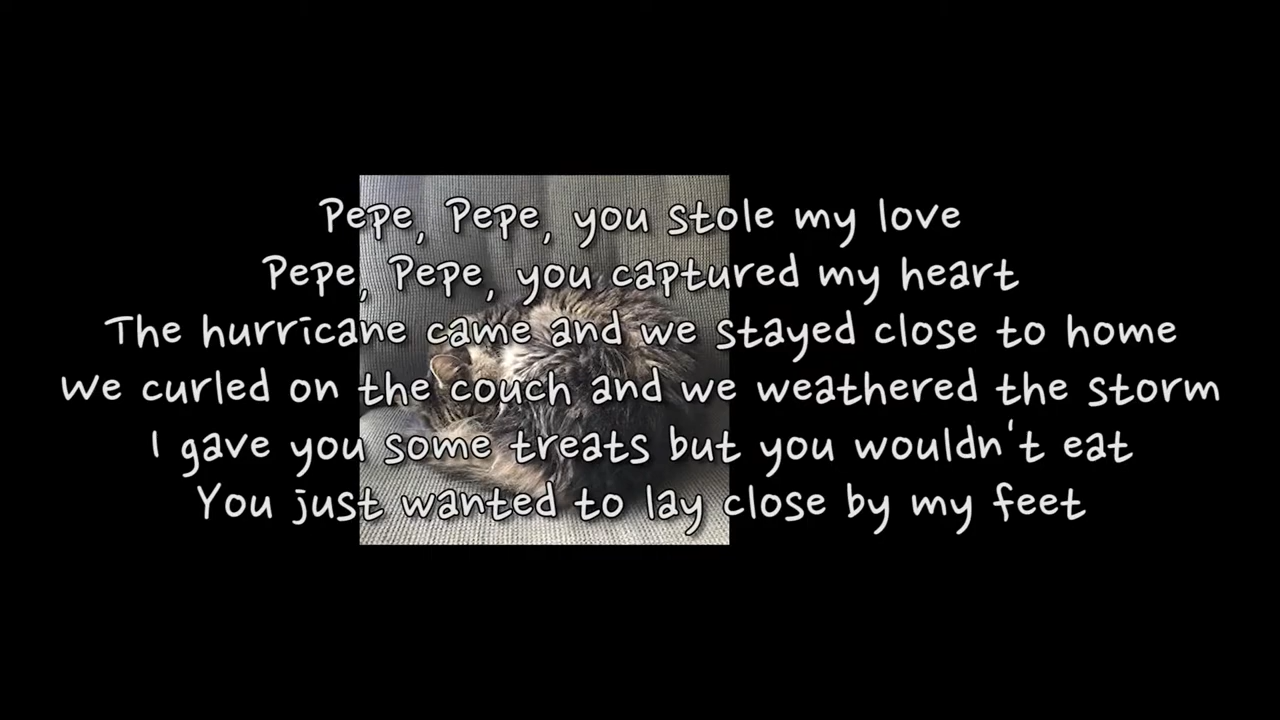 Pepe, Pepe, you stole my love
Pepe, Pepe, you captured my heart
The hurricane came and we stayed close to home
We curled on the couch and we weathered the storm
I gave you some treats but you wouldn't eat
You just wanted to lay close by my feet